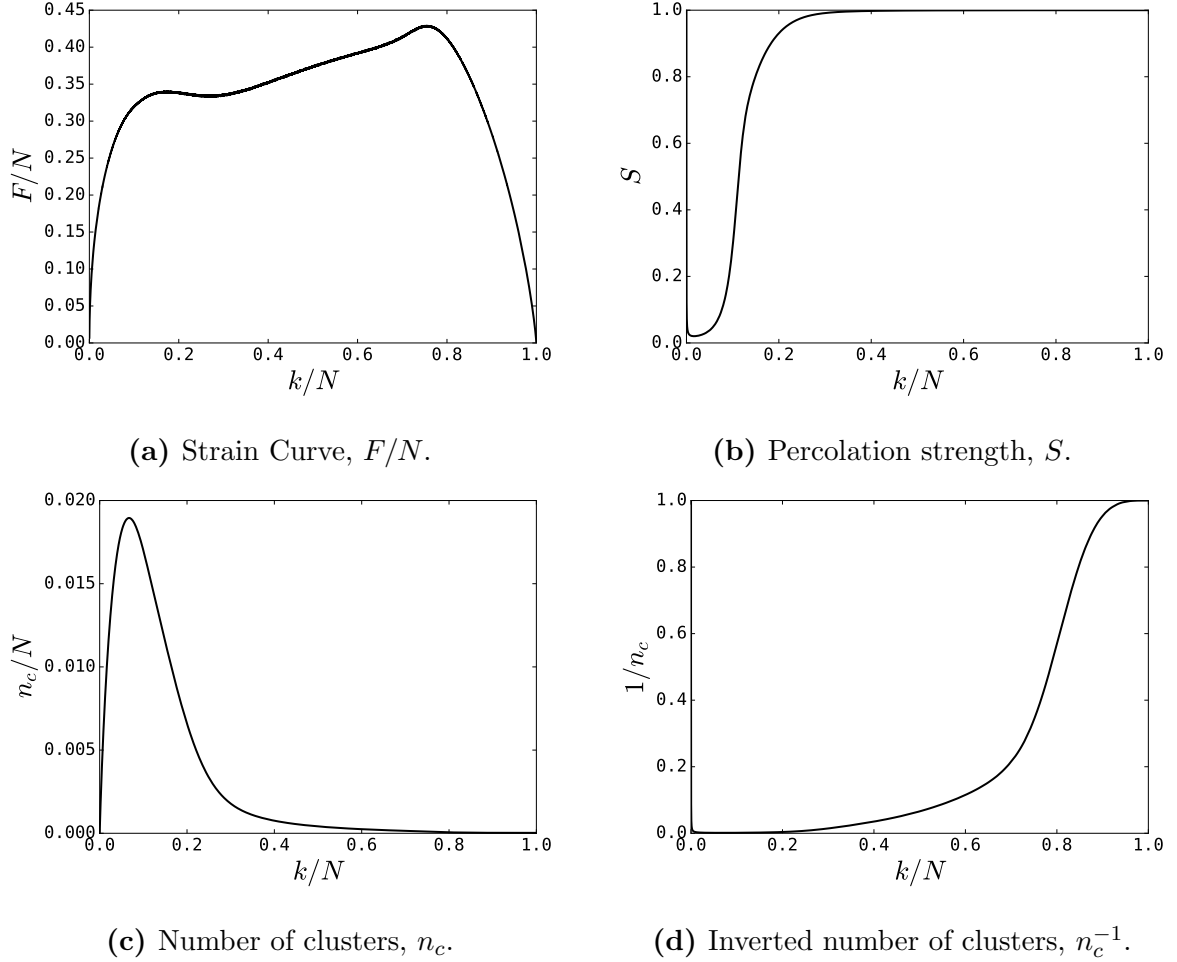 0.45
0.40
0.35
0.30
0.25
0.20
0.15
0.10
0.05
0.00
F/N
0.0 0.2 0.4 0.6 0.8 1.0
k/N
(a) Strain Curve, F/N.
1.0
0.8
0.6
0.4
0.2
0.0
S
0.0 0.2 0.4 0.6 0.8 1.0
k/N
(b) Percolation strength, S.
0.020
0.015
0.010
0.005
0.000
n_c/N
0.0 0.2 0.4 0.6 0.8 1.0
k/N
(c) Number of clusters, n_c.
1.0
0.8
0.6
0.4
0.2
0.0
1/n_c
0.0 0.2 0.4 0.6 0.8 1.0
k/N
(d) Inverted number of clusters, n_c^{-1}.